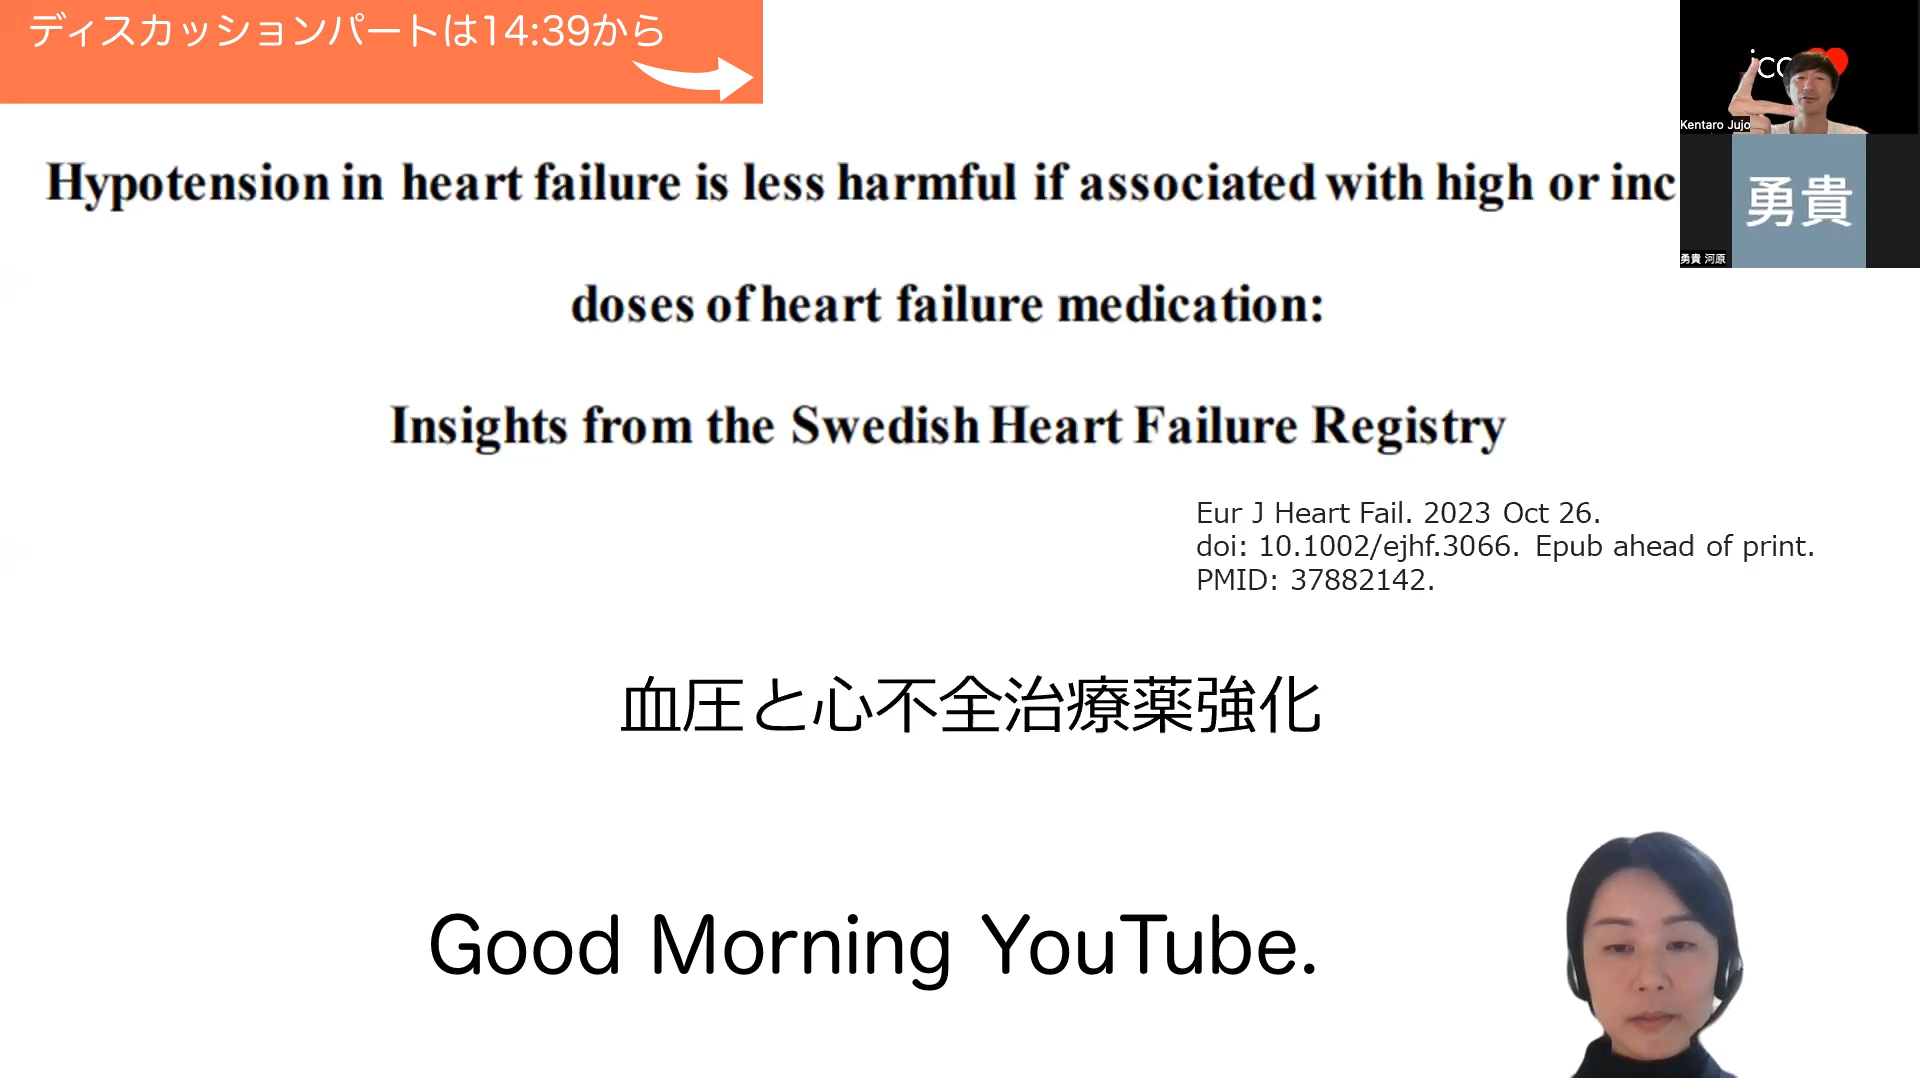 ディスカッションパートは14:39から
Hypotension in heart failure is less harmful if associated with high or inc
doses of heart failure medication:
Insights from the Swedish Heart Failure Registry
Eur J Heart Fail. 2023 Oct 26.
doi: 10.1002/ejhf.3066. Epub ahead of print.
PMID: 37882142.
血圧と心不全治療薬強化
Good Morning YouTube.
Kentaro Jujo
勇貴
勇貴 河原